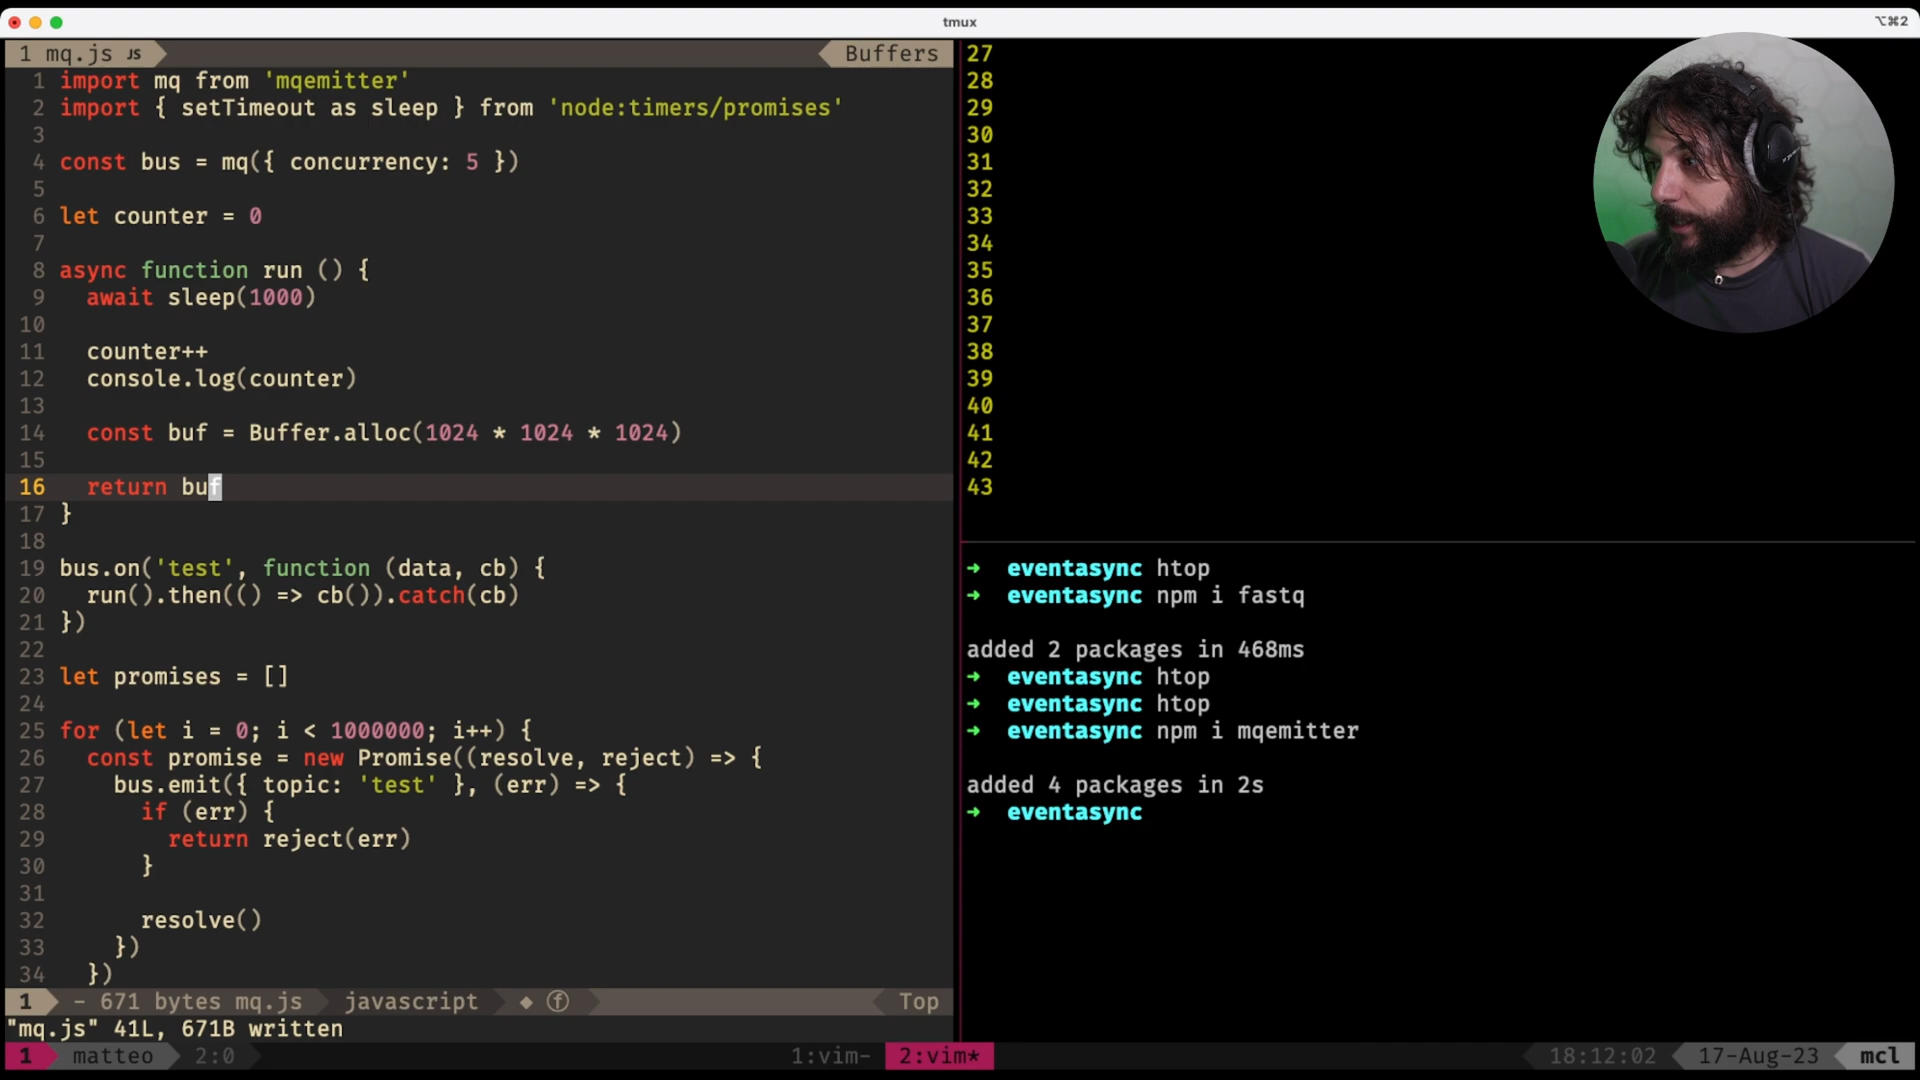 tmux
⌥⌘2
1 mq.js JS
Buffers
1 import mq from 'mqemitter'
2 import { setTimeout as sleep } from 'node:timers/promises'
3
4 const bus = mq({ concurrency: 5 })
5
6 let counter = 0
7
8 async function run () {
9   await sleep(1000)
10
11   counter++
12   console.log(counter)
13
14   const buf = Buffer.alloc(1024 * 1024 * 1024)
15
16   return buf
17 }
18
19 bus.on('test', function (data, cb) {
20   run().then(() => cb()).catch(cb)
21 })
22
23 let promises = []
24
25 for (let i = 0; i < 1000000; i++) {
26   const promise = new Promise((resolve, reject) => {
27     bus.emit({ topic: 'test' }, (err) => {
28       if (err) {
29         return reject(err)
30       }
31
32       resolve()
33     })
34   })
1 - 671 bytes mq.js javascript ◆ ⓕ Top
"mq.js" 41L, 671B written
27
28
29
30
31
32
33
34
35
36
37
38
39
40
41
42
43
→ eventasync htop
→ eventasync npm i fastq
added 2 packages in 468ms
→ eventasync htop
→ eventasync htop
→ eventasync npm i mqemitter
added 4 packages in 2s
→ eventasync
1 matteo 2:0 1:vim- 2:vim* 18:12:02 17-Aug-23 mcl